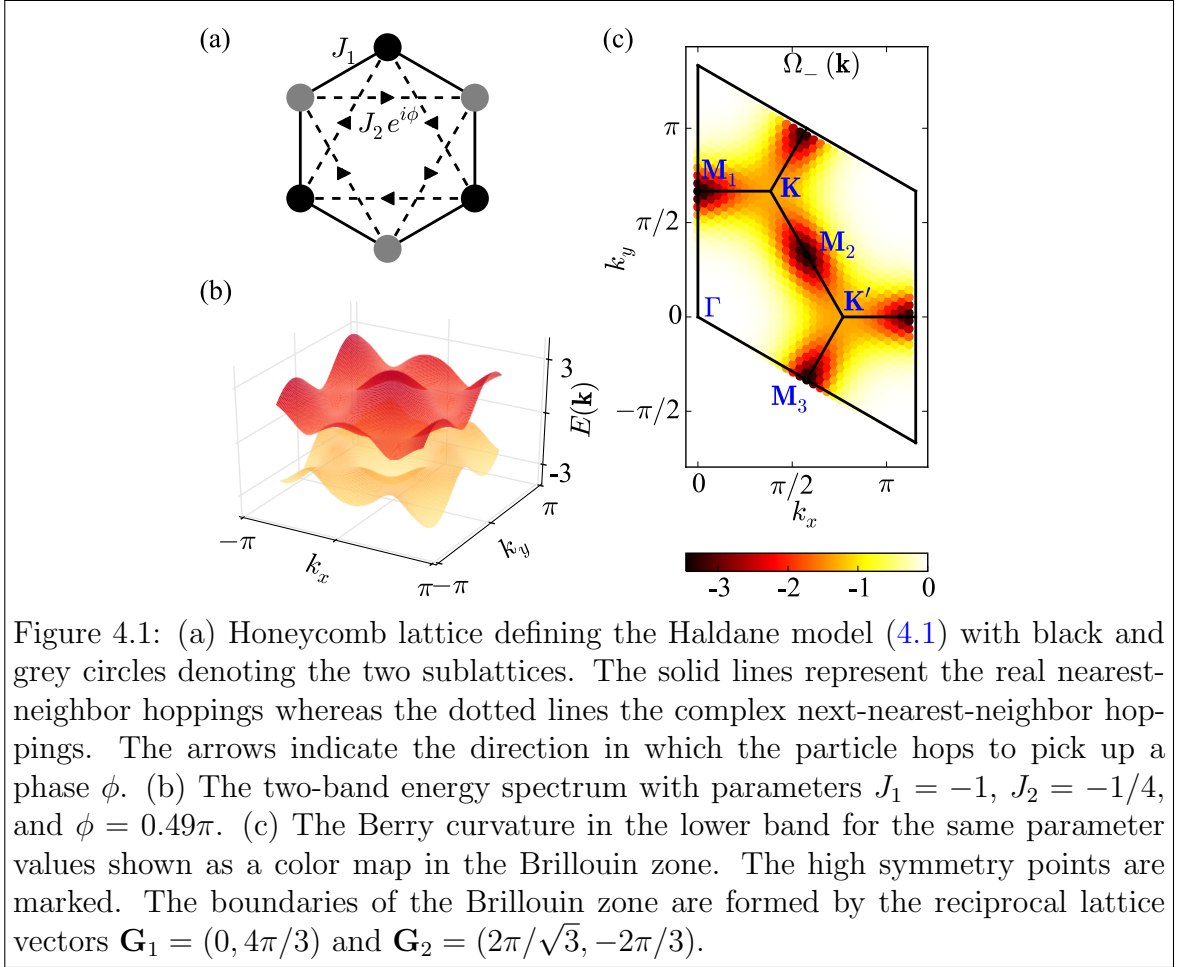 (a)
J₁
J₂ e^{iϕ}
(b)
3
-3
E(𝐤)
−π
k_x
π
−π
k_y
π
(c)
Ω₋ (𝐤)
π
π/2
0
−π/2
k_y
M₁
K
M₂
K′
Γ
M₃
0
π/2
π
k_x
-3
-2
-1
0
Figure 4.1: (a) Honeycomb lattice defining the Haldane model (4.1) with black and
grey circles denoting the two sublattices. The solid lines represent the real nearest-
neighbor hoppings whereas the dotted lines the complex next-nearest-neighbor hop-
pings. The arrows indicate the direction in which the particle hops to pick up a
phase ϕ. (b) The two-band energy spectrum with parameters J₁ = −1, J₂ = −1/4,
and ϕ = 0.49π. (c) The Berry curvature in the lower band for the same parameter
values shown as a color map in the Brillouin zone. The high symmetry points are
marked. The boundaries of the Brillouin zone are formed by the reciprocal lattice
vectors 𝐆₁ = (0, 4π/3) and 𝐆₂ = (2π/√3, −2π/3).